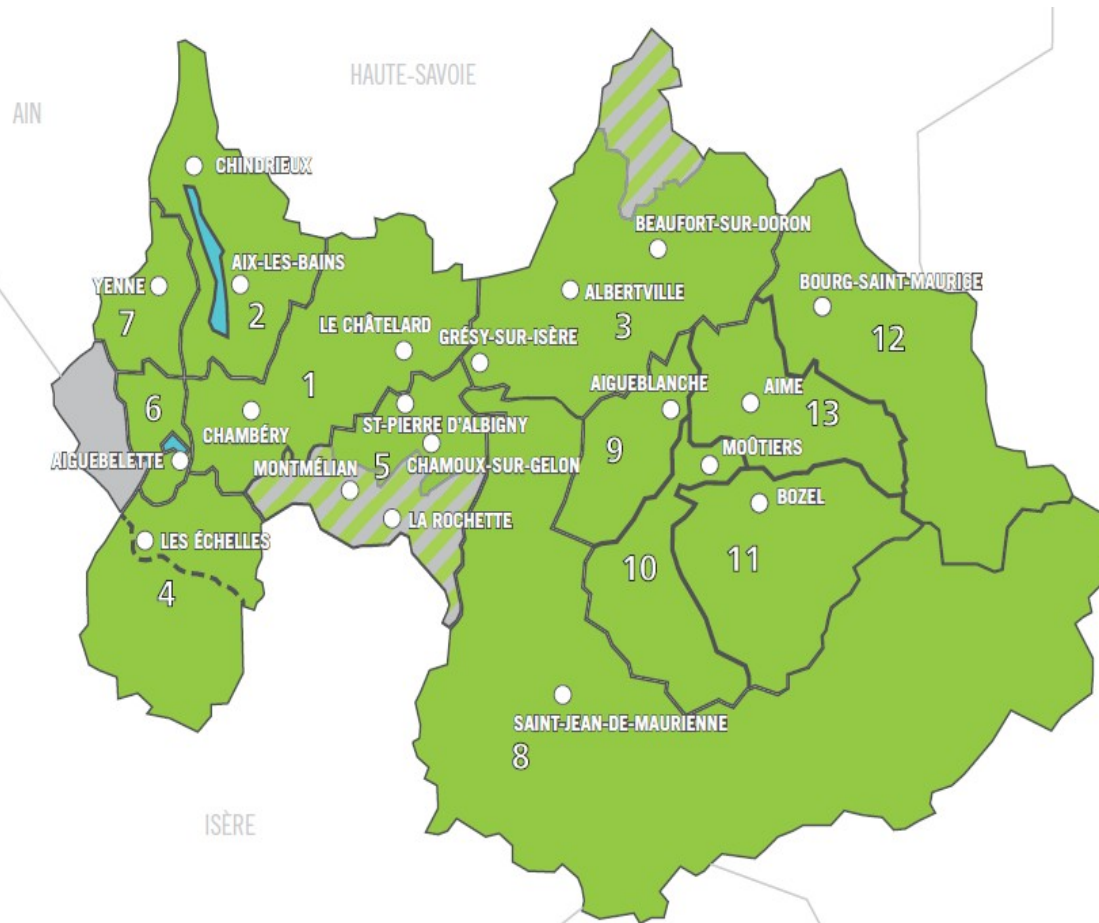 HAUTE-SAVOIE
AIN
CHINDRIEUX
BEAUFORT-SUR-DORON
AIX-LES-BAINS
YENNE
BOURG-SAINT-MAURICE
ALBERTVILLE
2
7
LE CHÂTELARD
3
GRÉSY-SUR-ISÈRE
12
1
AIGUEBLANCHE
AIME
6
13
CHAMBÉRY
ST-PIERRE D'ALBIGNY
9
MOÛTIERS
AIGUEBELETTE
MONTMÉLIAN
5
CHAMOUX-SUR-GELON
BOZEL
LA ROCHETTE
LES ÉCHELLES
11
10
4
SAINT-JEAN-DE-MAURIENNE
8
ISÈRE